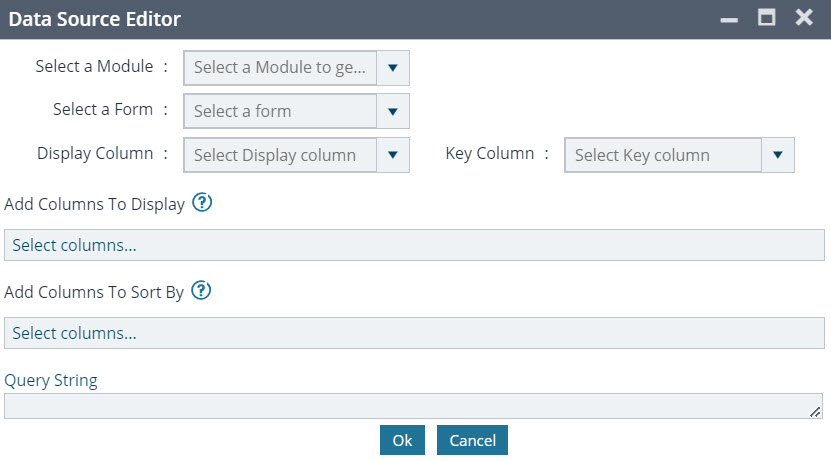 Data Source Editor
Select a Module : Select a Module to ge...
Select a Form : Select a form
Display Column : Select Display column Key Column : Select Key column
Add Columns To Display ?
Select columns...
Add Columns To Sort By ?
Select columns...
Query String
Ok Cancel